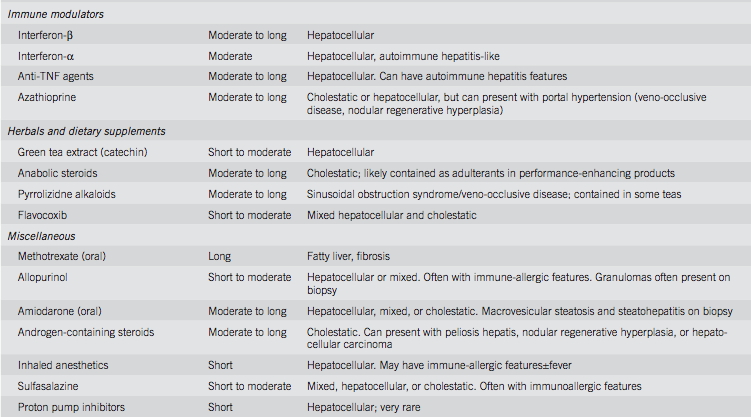 Immune modulators
Interferon-β Moderate to long Hepatocellular
Interferon-α Moderate Hepatocellular, autoimmune hepatitis-like
Anti-TNF agents Moderate to long Hepatocellular. Can have autoimmune hepatitis features
Azathioprine Moderate to long Cholestatic or hepatocellular, but can present with portal hypertension (veno-occlusive
disease, nodular regenerative hyperplasia)
Herbals and dietary supplements
Green tea extract (catechin) Short to moderate Hepatocellular
Anabolic steroids Moderate to long Cholestatic; likely contained as adulterants in performance-enhancing products
Pyrrolizidne alkaloids Moderate to long Sinusoidal obstruction syndrome/veno-occlusive disease; contained in some teas
Flavocoxib Short to moderate Mixed hepatocellular and cholestatic
Miscellaneous
Methotrexate (oral) Long Fatty liver, fibrosis
Allopurinol Short to moderate Hepatocellular or mixed. Often with immune-allergic features. Granulomas often present on
biopsy
Amiodarone (oral) Moderate to long Hepatocellular, mixed, or cholestatic. Macrovesicular steatosis and steatohepatitis on biopsy
Androgen-containing steroids Moderate to long Cholestatic. Can present with peliosis hepatis, nodular regenerative hyperplasia, or hepato-
cellular carcinoma
Inhaled anesthetics Short Hepatocellular. May have immune-allergic features±fever
Sulfasalazine Short to moderate Mixed, hepatocellular, or cholestatic. Often with immunoallergic features
Proton pump inhibitors Short Hepatocellular; very rare